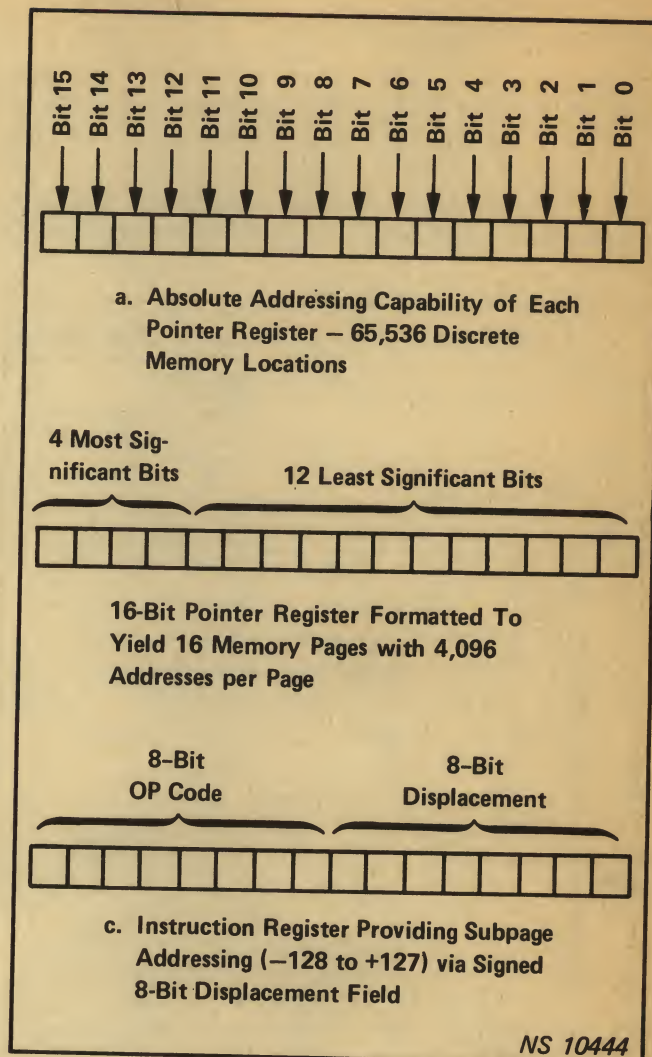 Bit 15
Bit 14
Bit 13
Bit 12
Bit 11
Bit 10
Bit 9
Bit 8
Bit 7
Bit 6
Bit 5
Bit 4
Bit 3
Bit 2
Bit 1
Bit 0
a. Absolute Addressing Capability of Each
Pointer Register — 65,536 Discrete
Memory Locations
4 Most Sig-
nificant Bits
12 Least Significant Bits
16-Bit Pointer Register Formatted To
Yield 16 Memory Pages with 4,096
Addresses per Page
8-Bit
OP Code
8-Bit
Displacement
c. Instruction Register Providing Subpage
Addressing (−128 to +127) via Signed
8-Bit Displacement Field
NS 10444